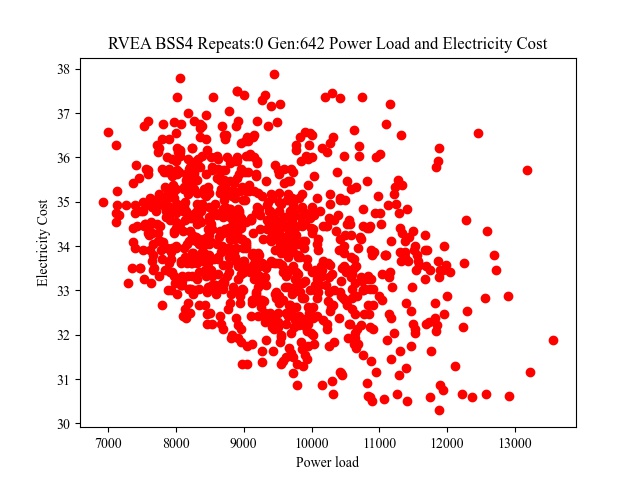 RVEA BSS4 Repeats:0 Gen:642 Power Load and Electricity Cost
38
37
36
35
34
33
32
31
30
Electricity Cost
7000 8000 9000 10000 11000 12000 13000
Power load